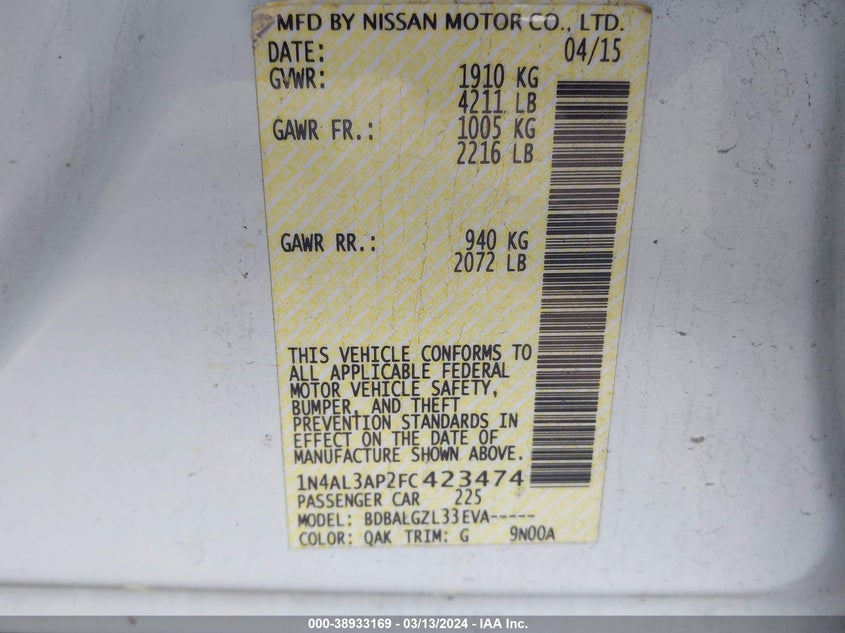 MFD BY NISSAN MOTOR CO., LTD.
DATE: 04/15
GVWR: 1910 KG
4211 LB
GAWR FR.: 1005 KG
2216 LB
GAWR RR.: 940 KG
2072 LB
THIS VEHICLE CONFORMS TO
ALL APPLICABLE FEDERAL
MOTOR VEHICLE SAFETY,
BUMPER, AND THEFT
PREVENTION STANDARDS IN
EFFECT ON THE DATE OF
MANUFACTURE SHOWN ABOVE.
1N4AL3AP2FC423474
PASSENGER CAR 225
MODEL: BDBALGZL33EVA-----
COLOR: QAK TRIM: G 9N00A
000-38933169 - 03/13/2024 - IAA Inc.